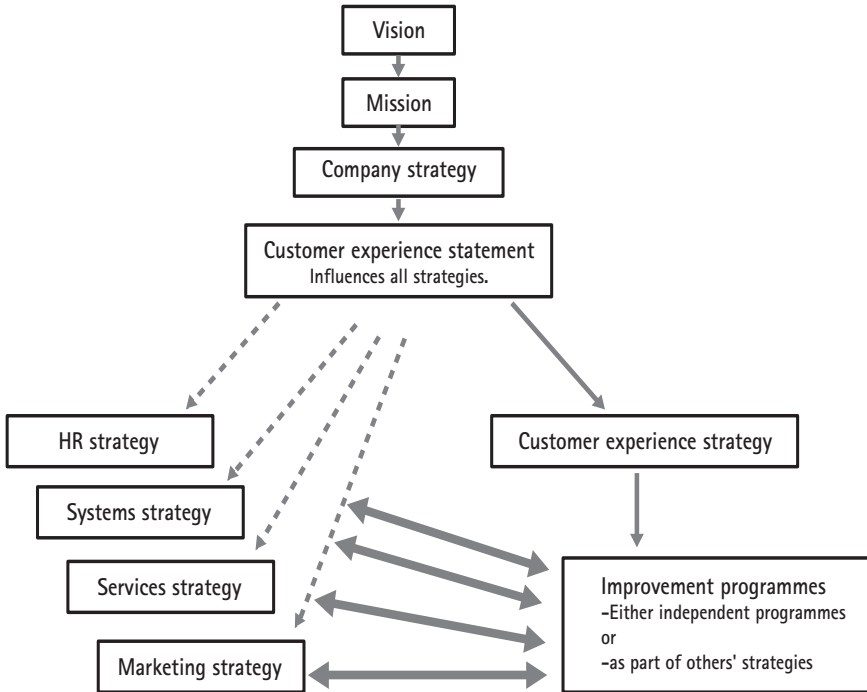 Vision
Mission
Company strategy
Customer experience statement
Influences all strategies.
HR strategy
Customer experience strategy
Systems strategy
Services strategy
Marketing strategy
Improvement programmes
-Either independent programmes
or
-as part of others' strategies